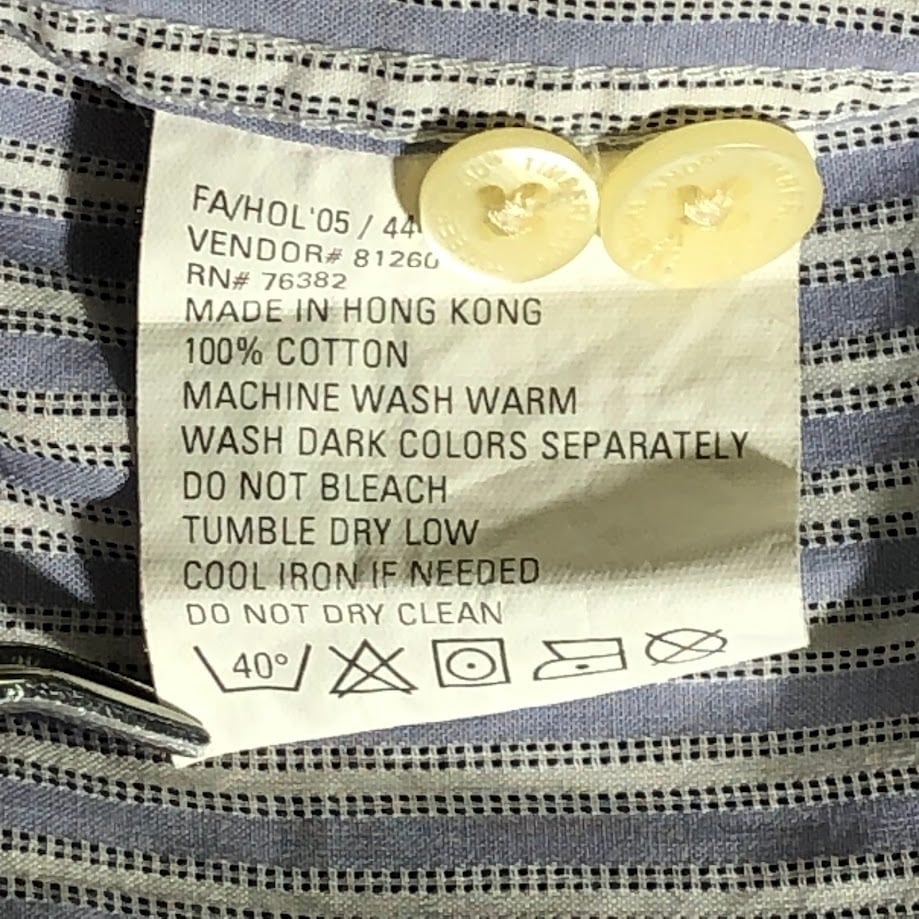 FA/HOL'05 / 44
VENDOR# 81260
RN# 76382
MADE IN HONG KONG
100% COTTON
MACHINE WASH WARM
WASH DARK COLORS SEPARATELY
DO NOT BLEACH
TUMBLE DRY LOW
COOL IRON IF NEEDED
DO NOT DRY CLEAN
40°